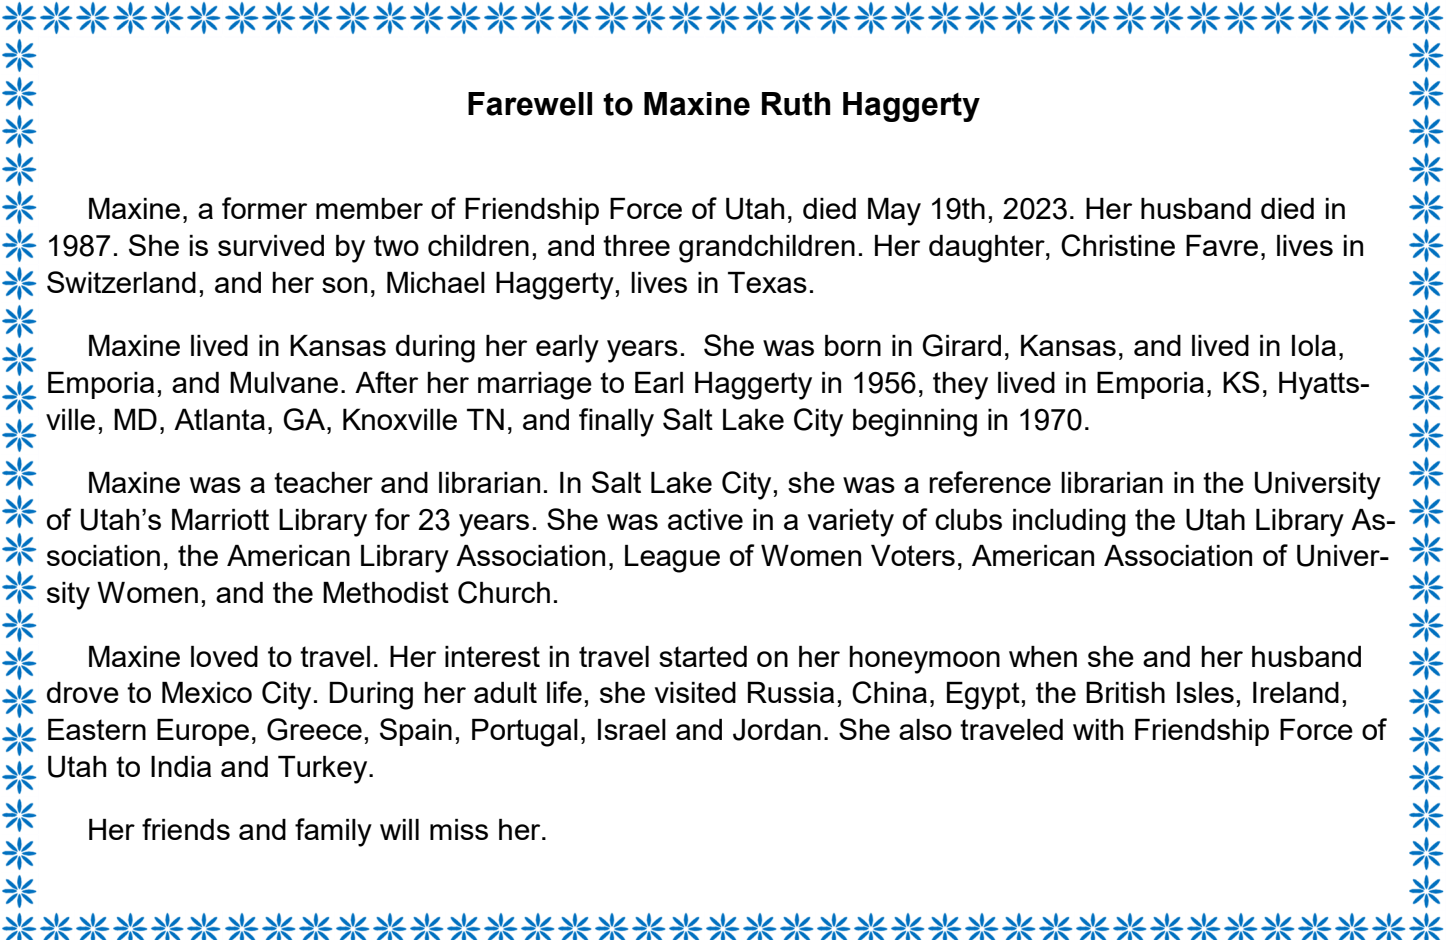 Farewell to Maxine Ruth Haggerty
Maxine, a former member of Friendship Force of Utah, died May 19th, 2023. Her husband died in
1987. She is survived by two children, and three grandchildren. Her daughter, Christine Favre, lives in
Switzerland, and her son, Michael Haggerty, lives in Texas.
Maxine lived in Kansas during her early years.  She was born in Girard, Kansas, and lived in Iola,
Emporia, and Mulvane. After her marriage to Earl Haggerty in 1956, they lived in Emporia, KS, Hyatts-
ville, MD, Atlanta, GA, Knoxville TN, and finally Salt Lake City beginning in 1970.
Maxine was a teacher and librarian. In Salt Lake City, she was a reference librarian in the University
of Utah’s Marriott Library for 23 years. She was active in a variety of clubs including the Utah Library As-
sociation, the American Library Association, League of Women Voters, American Association of Univer-
sity Women, and the Methodist Church.
Maxine loved to travel. Her interest in travel started on her honeymoon when she and her husband
drove to Mexico City. During her adult life, she visited Russia, China, Egypt, the British Isles, Ireland,
Eastern Europe, Greece, Spain, Portugal, Israel and Jordan. She also traveled with Friendship Force of
Utah to India and Turkey.
Her friends and family will miss her.